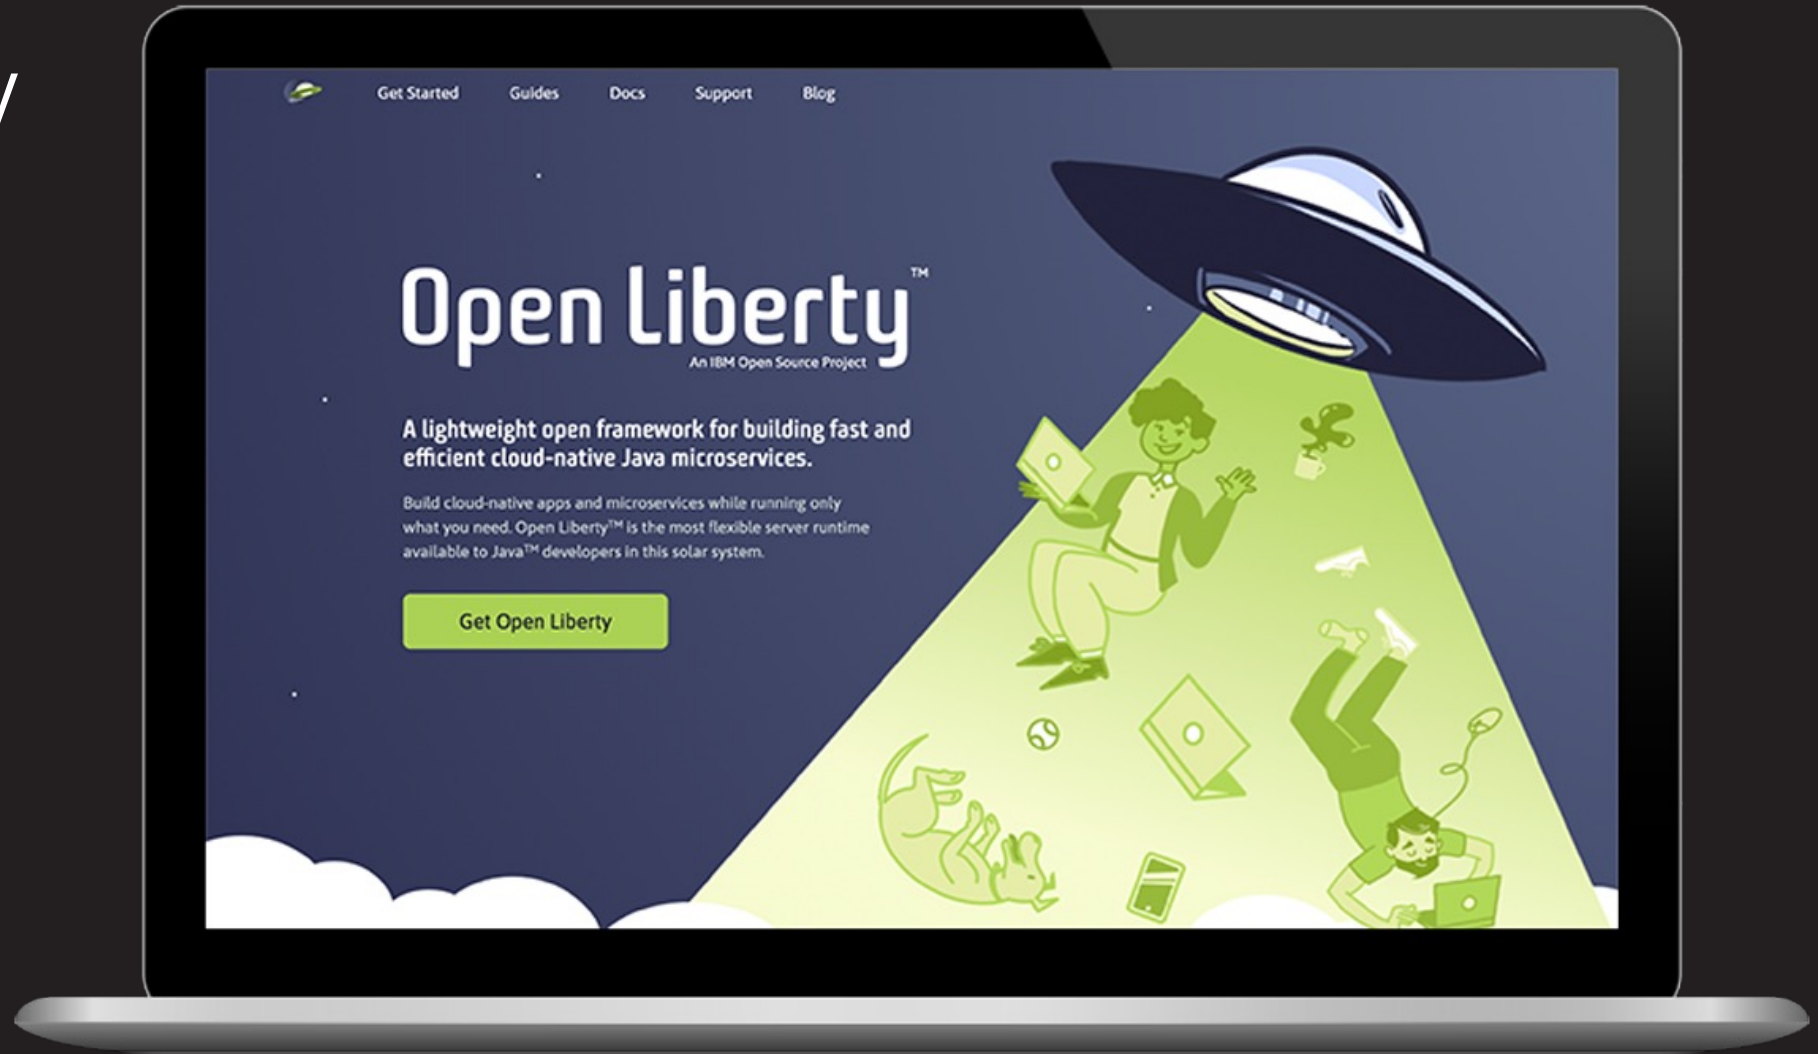 y
Get Started Guides Docs Support Blog
Open Liberty™
An IBM Open Source Project
A lightweight open framework for building fast and
efficient cloud-native Java microservices.
Build cloud-native apps and microservices while running only
what you need. Open Liberty™ is the most flexible server runtime
available to Java™ developers in this solar system.
Get Open Liberty